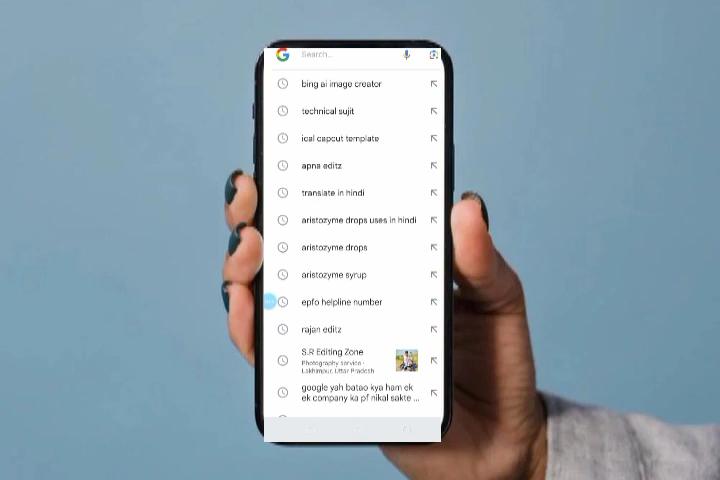 Search...
bing ai image creator
technical sujit
ical capcut template
apna editz
translate in hindi
aristozyme drops uses in hindi
aristozyme drops
aristozyme syrup
epfo helpline number
rajan editz
S.R Editing Zone
Photography service ·
Lakhimpur, Uttar Pradesh
google yah batao kya ham ek
ek company ka pf nikal sakte ...